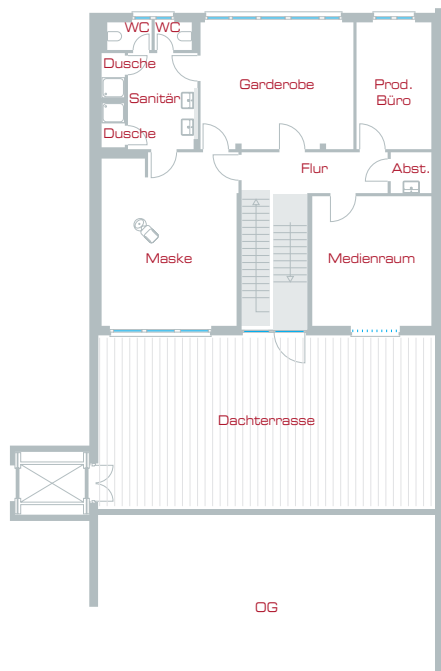 WC WC
Dusche
Sanitär
Garderobe
Prod.
Büro
Dusche
Flur
Abst.
Maske
Medienraum
Dachterrasse
OG